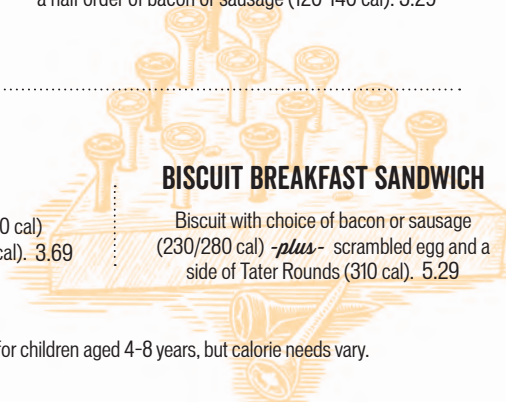 a half order of bacon or sausage (120-140 cal). 5.29
BISCUIT BREAKFAST SANDWICH
0 cal)
cal). 3.69
Biscuit with choice of bacon or sausage
(230/280 cal) -plus- scrambled egg and a
side of Tater Rounds (310 cal). 5.29
for children aged 4-8 years, but calorie needs vary.